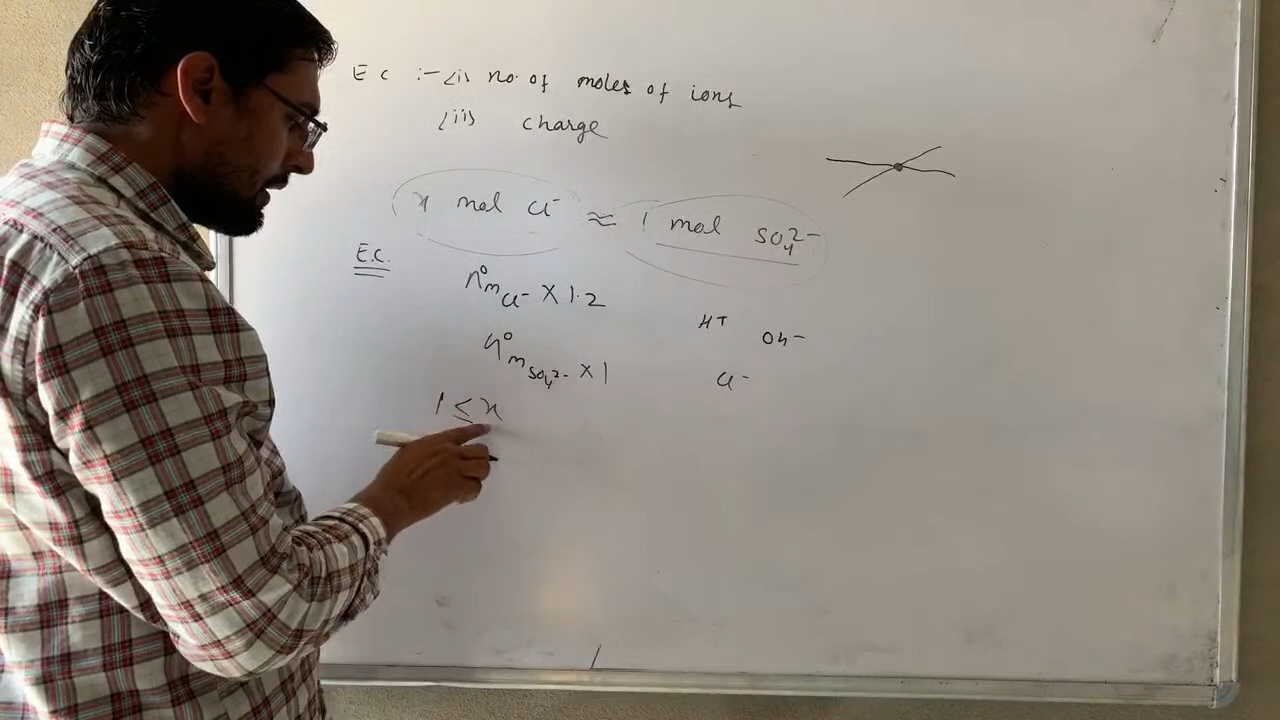 E C :- (i) no. of moles of ions
(ii) charge
x mol Cl⁻ ≈ 1 mol SO₄²⁻
E.C.
λ°m Cl⁻ X 1.2
λ°m SO₄²⁻ X 1
H⁺ OH⁻
Cl⁻
1 ≤ x